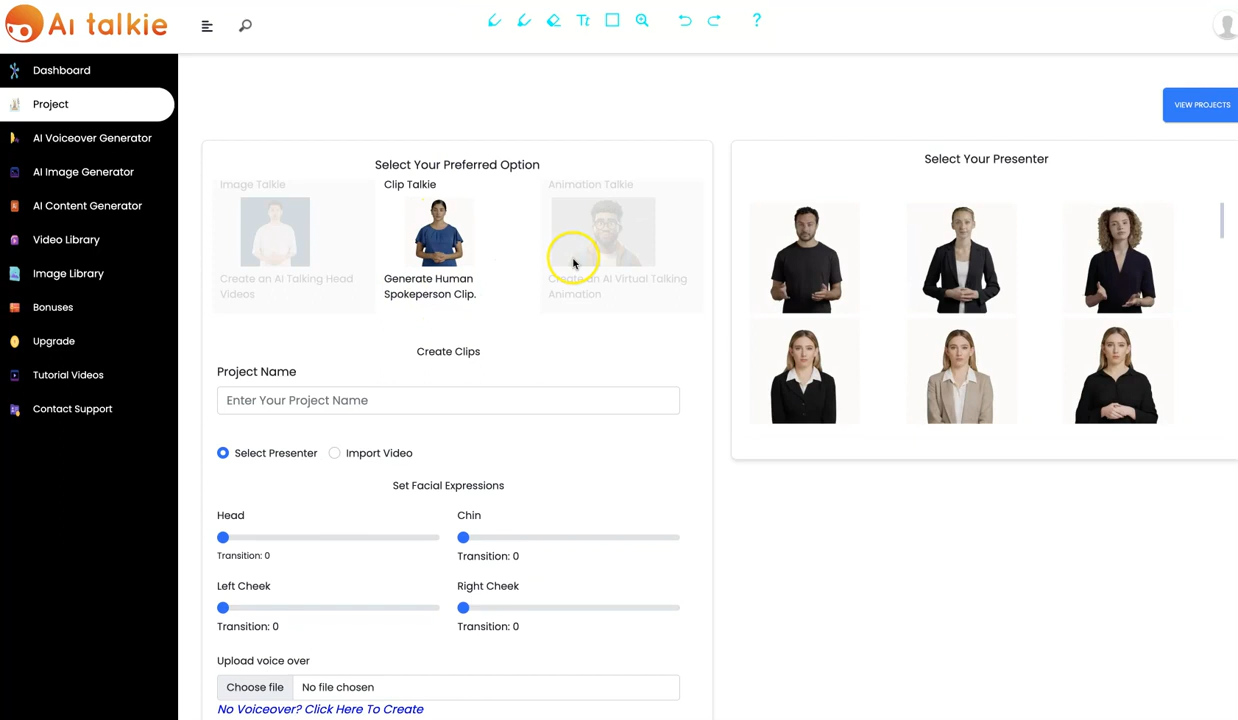 Ai talkie
Tt
?
Dashboard
Project
AI Voiceover Generator
AI Image Generator
AI Content Generator
Video Library
Image Library
Bonuses
Upgrade
Tutorial Videos
Contact Support
VIEW PROJECTS
Select Your Preferred Option
Image Talkie
Create an AI Talking Head
Videos
Clip Talkie
Generate Human
Spokeperson Clip.
Animation Talkie
Create an AI Virtual Talking
Animation
Create Clips
Project Name
Enter Your Project Name
Select Presenter
Import Video
Set Facial Expressions
Head
Transition: 0
Chin
Transition: 0
Left Cheek
Transition: 0
Right Cheek
Transition: 0
Upload voice over
Choose file No file chosen
No Voiceover? Click Here To Create
Select Your Presenter